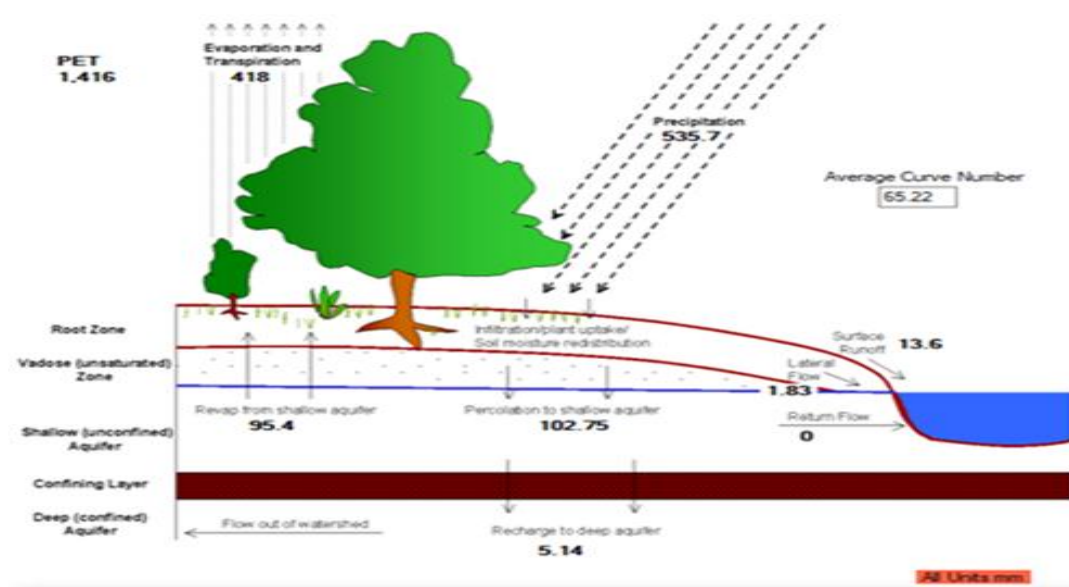 PET
1,416
Evaporation and
Transpiration
418
Precipitation
535.7
Average Curve Number
65.22
Root Zone
Infiltration/plant uptake/
Soil moisture redistribution
Surface
Runoff
13.6
Vadose (unsaturated)
Zone
Lateral
Flow
1.83
Revap from shallow aquifer
95.4
Percolation to shallow aquifer
102.75
Return Flow
0
Shallow (unconfined)
Aquifer
Confining Layer
Deep (confined)
Aquifer
Flow out of watershed
Recharge to deep aquifer
5.14
All Units mm